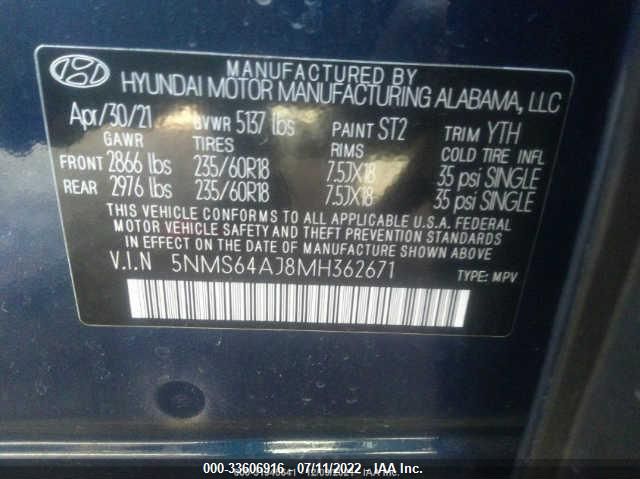 MANUFACTURED BY
HYUNDAI MOTOR MANUFACTURING ALABAMA, LLC
Apr/30/21 GVWR 5137 lbs PAINT ST2 TRIM YTH
GAWR TIRES RIMS COLD TIRE INFL
FRONT 2866 lbs 235/60R18 7.5JX18 35 psi SINGLE
REAR 2976 lbs 235/60R18 7.5JX18 35 psi SINGLE
THIS VEHICLE CONFORMS TO ALL APPLICABLE U.S.A. FEDERAL
MOTOR VEHICLE SAFETY AND THEFT PREVENTION STANDARDS
IN EFFECT ON THE DATE OF MANUFACTURE SHOWN ABOVE.
V.I.N 5NMS64AJ8MH362671 TYPE: MPV
000-33606916 - 07/11/2022 - IAA Inc.